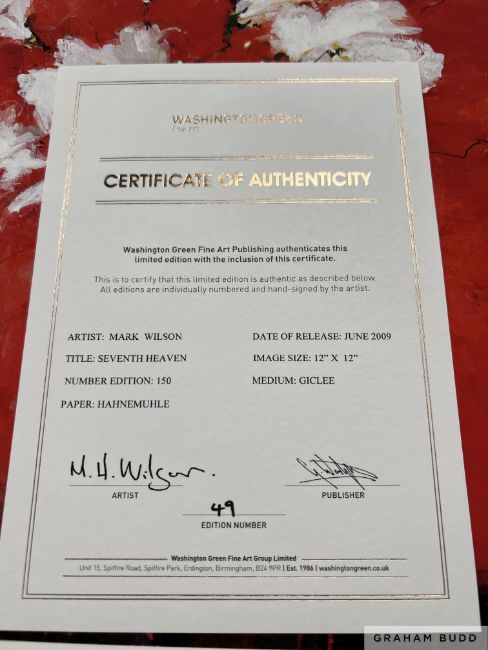 WASHINGTON GREEN
fine art
CERTIFICATE OF AUTHENTICITY
Washington Green Fine Art Publishing authenticates this
limited edition with the inclusion of this certificate.
This is to certify that this limited edition is authentic as described below.
All editions are individually numbered and hand-signed by the artist.
ARTIST: MARK WILSON
DATE OF RELEASE: JUNE 2009
TITLE: SEVENTH HEAVEN
IMAGE SIZE: 12" X 12"
NUMBER EDITION: 150
MEDIUM: GICLEE
PAPER: HAHNEMUHLE
M. H. Wilson.
ARTIST
PUBLISHER
49
EDITION NUMBER
Washington Green Fine Art Group Limited
Unit 15, Spitfire Road, Spitfire Park, Erdington, Birmingham, B24 9PR | Est. 1986 | washingtongreen.co.uk
GRAHAM BUDD